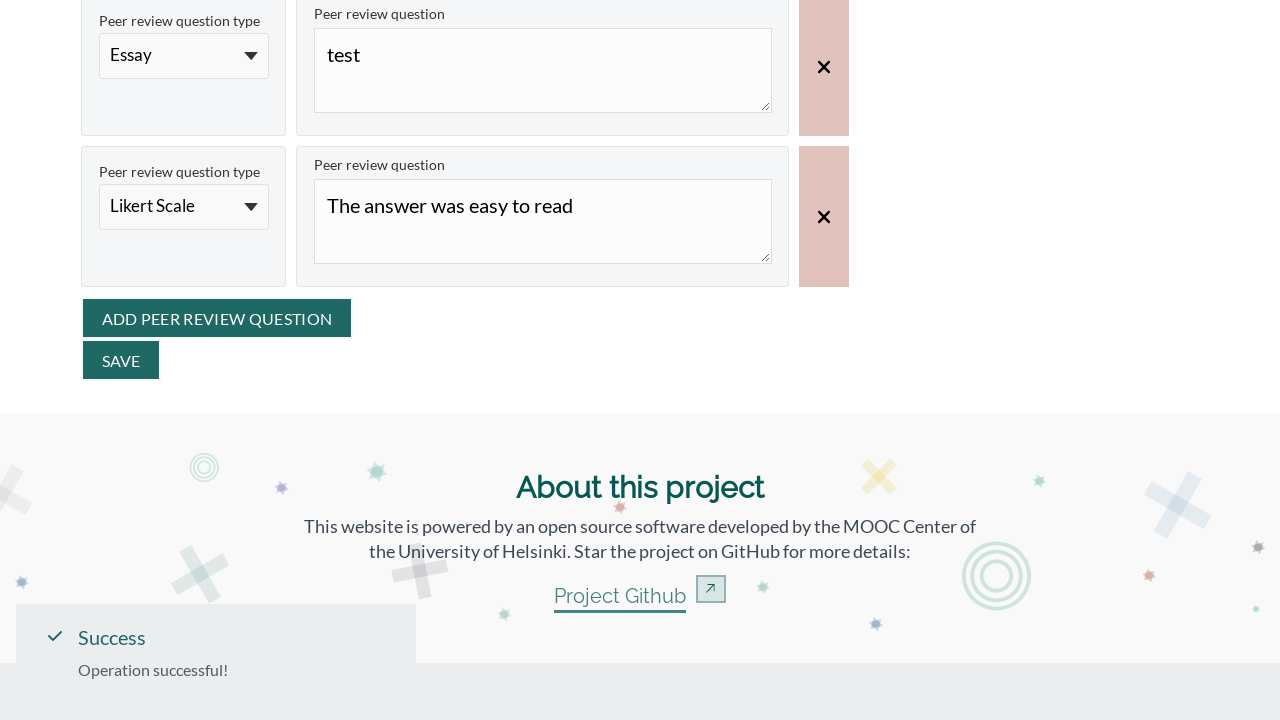 Peer review question type
Peer review question
Essay
test
Peer review question type
Peer review question
Likert Scale
The answer was easy to read
ADD PEER REVIEW QUESTION
SAVE
About this project
This website is powered by an open source software developed by the MOOC Center of
the University of Helsinki. Star the project on GitHub for more details:
Project Github
Success
Operation successful!